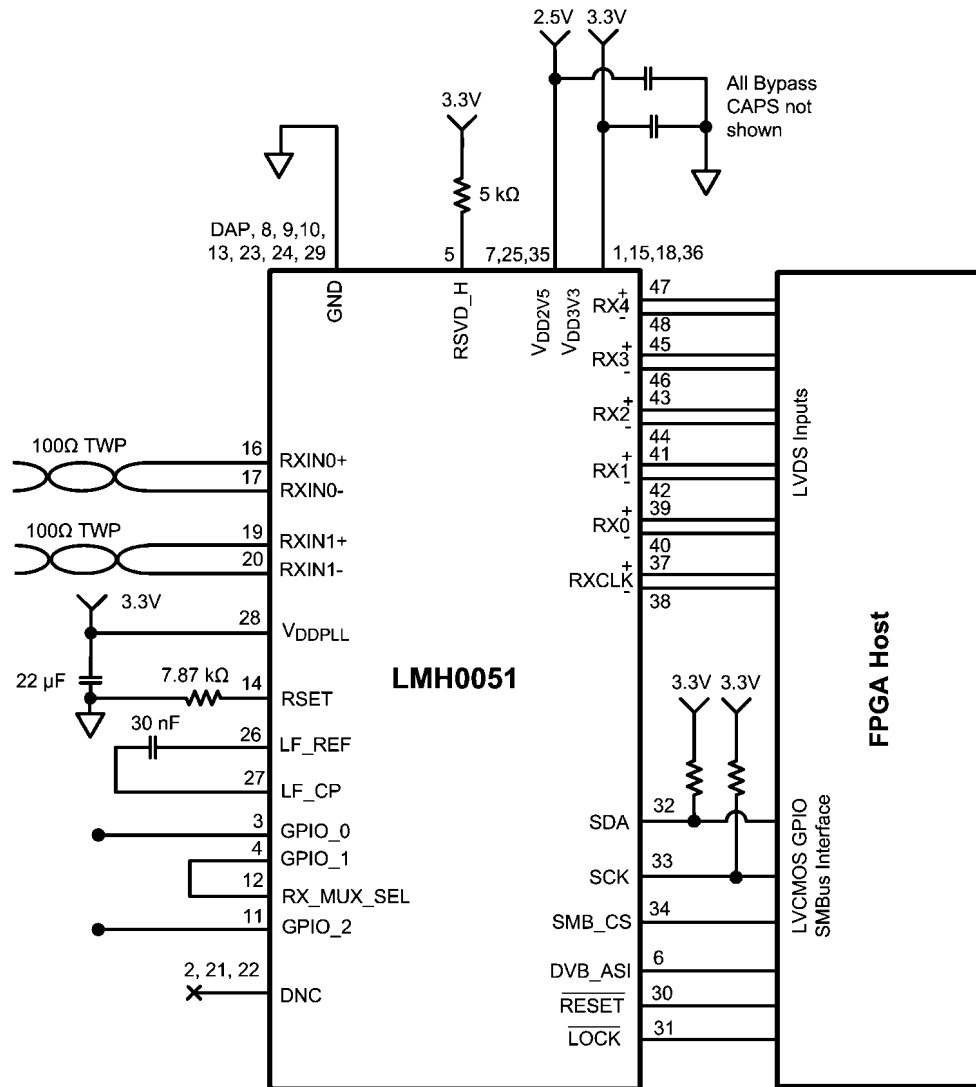 2.5V 3.3V
All Bypass
CAPS not
shown
3.3V
5 kΩ
DAP, 8, 9,10,
13, 23, 24, 29
5
7,25,35
1,15,18,36
GND
RSVD_H
VDD2V5
VDD3V3
47
RX4 + -
48
45
RX3 + -
46
43
RX2 + -
44
41
RX1 + -
42
39
RX0 + -
40
37
RXCLK + -
38
LVDS Inputs
100Ω TWP
16
RXIN0+
17
RXIN0-
100Ω TWP
19
RXIN1+
20
RXIN1-
3.3V
28
VDDPLL
22 µF
7.87 kΩ
14
RSET
30 nF
26
LF_REF
27
LF_CP
3
GPIO_0
4
GPIO_1
12
RX_MUX_SEL
11
GPIO_2
2, 21, 22
DNC
LMH0051
3.3V 3.3V
SDA
32
SCK
33
SMB_CS
34
DVB_ASI
6
RESET
30
LOCK
31
LVCMOS GPIO
SMBus Interface
FPGA Host